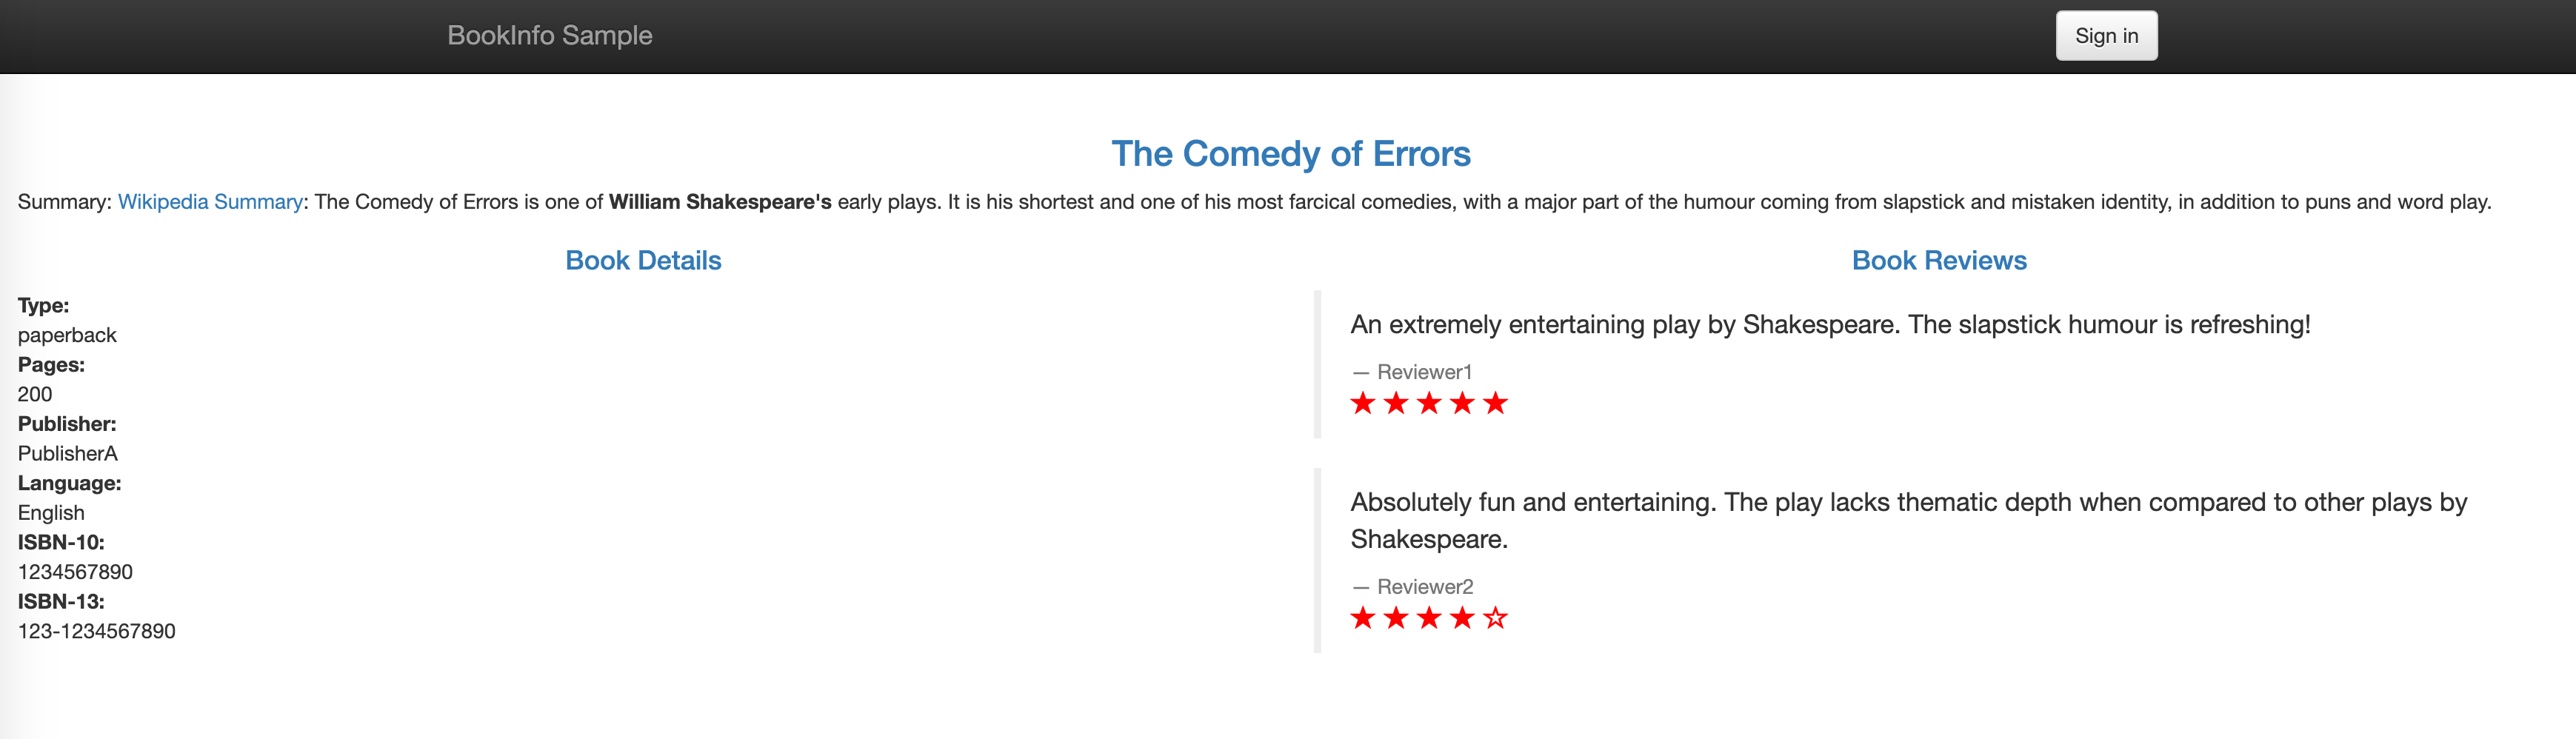 BookInfo Sample
Sign in
The Comedy of Errors
Summary: Wikipedia Summary: The Comedy of Errors is one of William Shakespeare's early plays. It is his shortest and one of his most farcical comedies, with a major part of the humour coming from slapstick and mistaken identity, in addition to puns and word play.
Book Details
Type:
paperback
Pages:
200
Publisher:
PublisherA
Language:
English
ISBN-10:
1234567890
ISBN-13:
123-1234567890
Book Reviews
An extremely entertaining play by Shakespeare. The slapstick humour is refreshing!
— Reviewer1
Absolutely fun and entertaining. The play lacks thematic depth when compared to other plays by
Shakespeare.
— Reviewer2